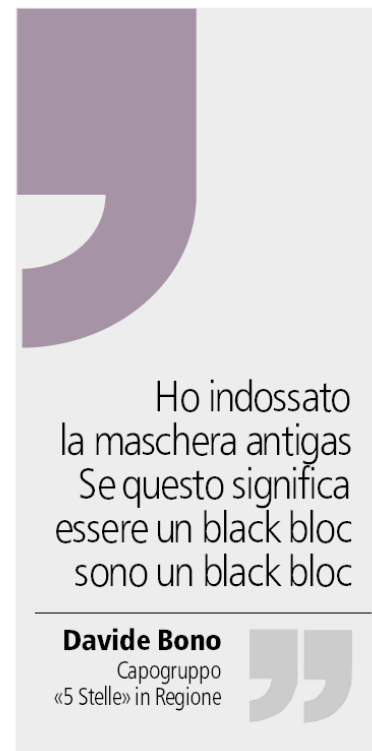 Ho indossato
la maschera antigas
Se questo significa
essere un black bloc
sono un black bloc
Davide Bono
Capogruppo
«5 Stelle» in Regione